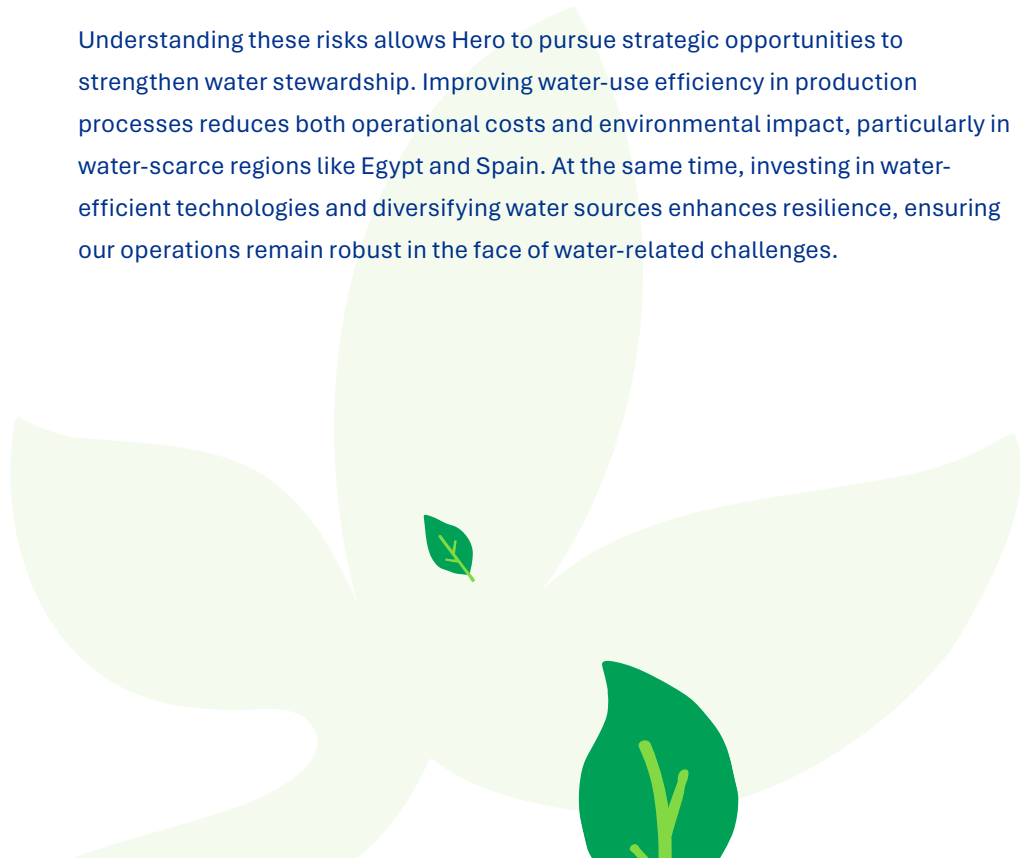 Understanding these risks allows Hero to pursue strategic opportunities to
strengthen water stewardship. Improving water-use efficiency in production
processes reduces both operational costs and environmental impact, particularly in
water-scarce regions like Egypt and Spain. At the same time, investing in water-
efficient technologies and diversifying water sources enhances resilience, ensuring
our operations remain robust in the face of water-related challenges.